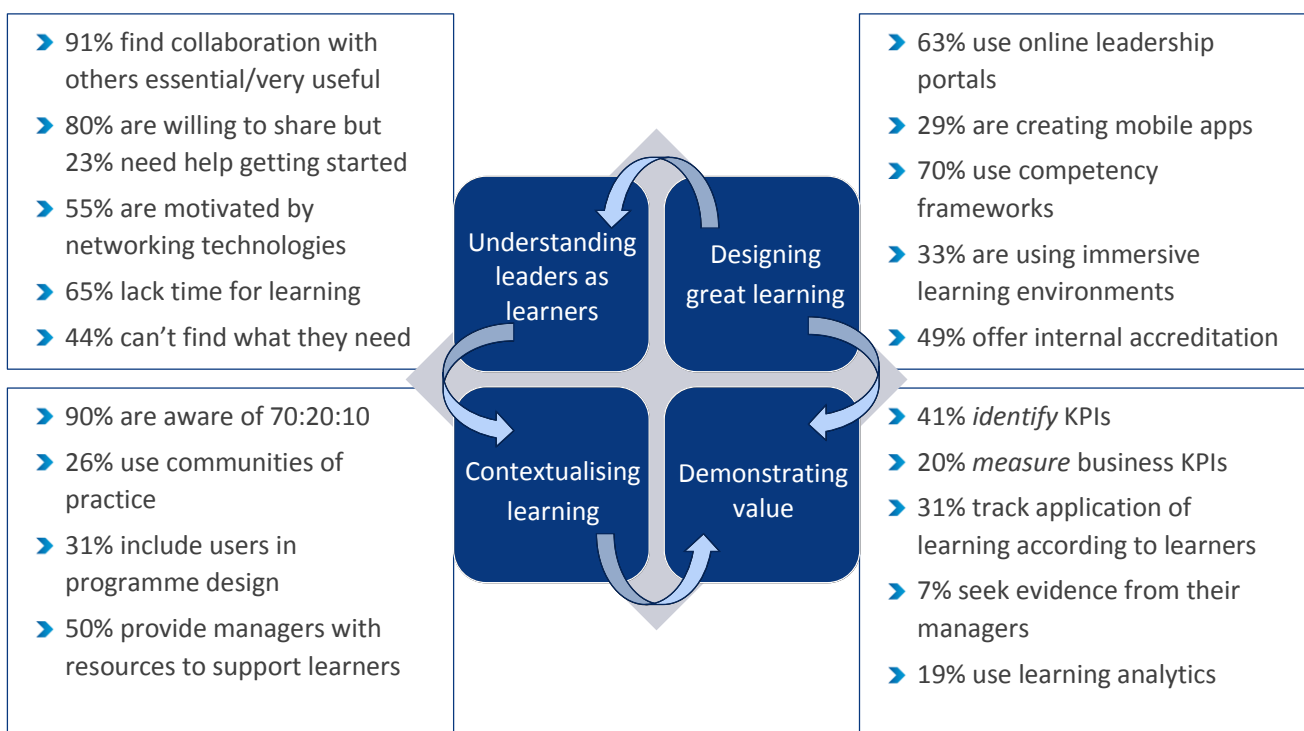 91% find collaboration with
others essential/very useful
80% are willing to share but
23% need help getting started
55% are motivated by
networking technologies
65% lack time for learning
44% can't find what they need
63% use online leadership
portals
29% are creating mobile apps
70% use competency
frameworks
33% are using immersive
learning environments
49% offer internal accreditation
Understanding
leaders as
learners
Designing
great learning
Contextualising
learning
Demonstrating
value
90% are aware of 70:20:10
26% use communities of
practice
31% include users in
programme design
50% provide managers with
resources to support learners
41% identify KPIs
20% measure business KPIs
31% track application of
learning according to learners
7% seek evidence from their
managers
19% use learning analytics